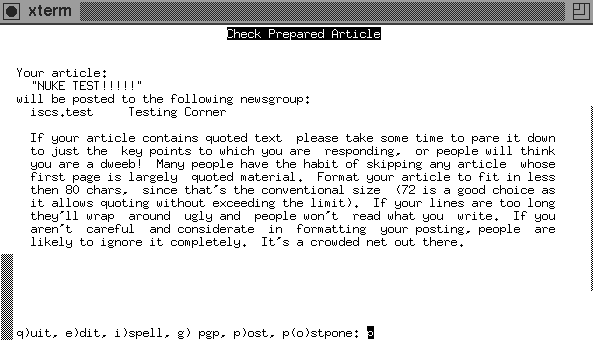 xterm
Check Prepared Article
Your article:
"NUKE TEST!!!!!"
will be posted to the following newsgroup:
iscs.test     Testing Corner
If your article contains quoted text  please take some time to pare it down
to just the  key points to which you are  responding, or people will think
you are a dweeb!  Many people have the habit of skipping any article  whose
first page is largely  quoted material.  Format your article to fit in less
then 80 chars,  since that's the conventional size  (72 is a good choice as
it allows quoting without exceeding the limit).  If your lines are too long
they'll wrap  around  ugly and  people won't  read what you  write.  If you
aren't  careful  and considerate  in  formatting  your posting, people  are
likely to ignore it completely.  It's a crowded net out there.
q)uit, e)dit, i)spell, g) pgp, p)ost, p(o)stpone: p